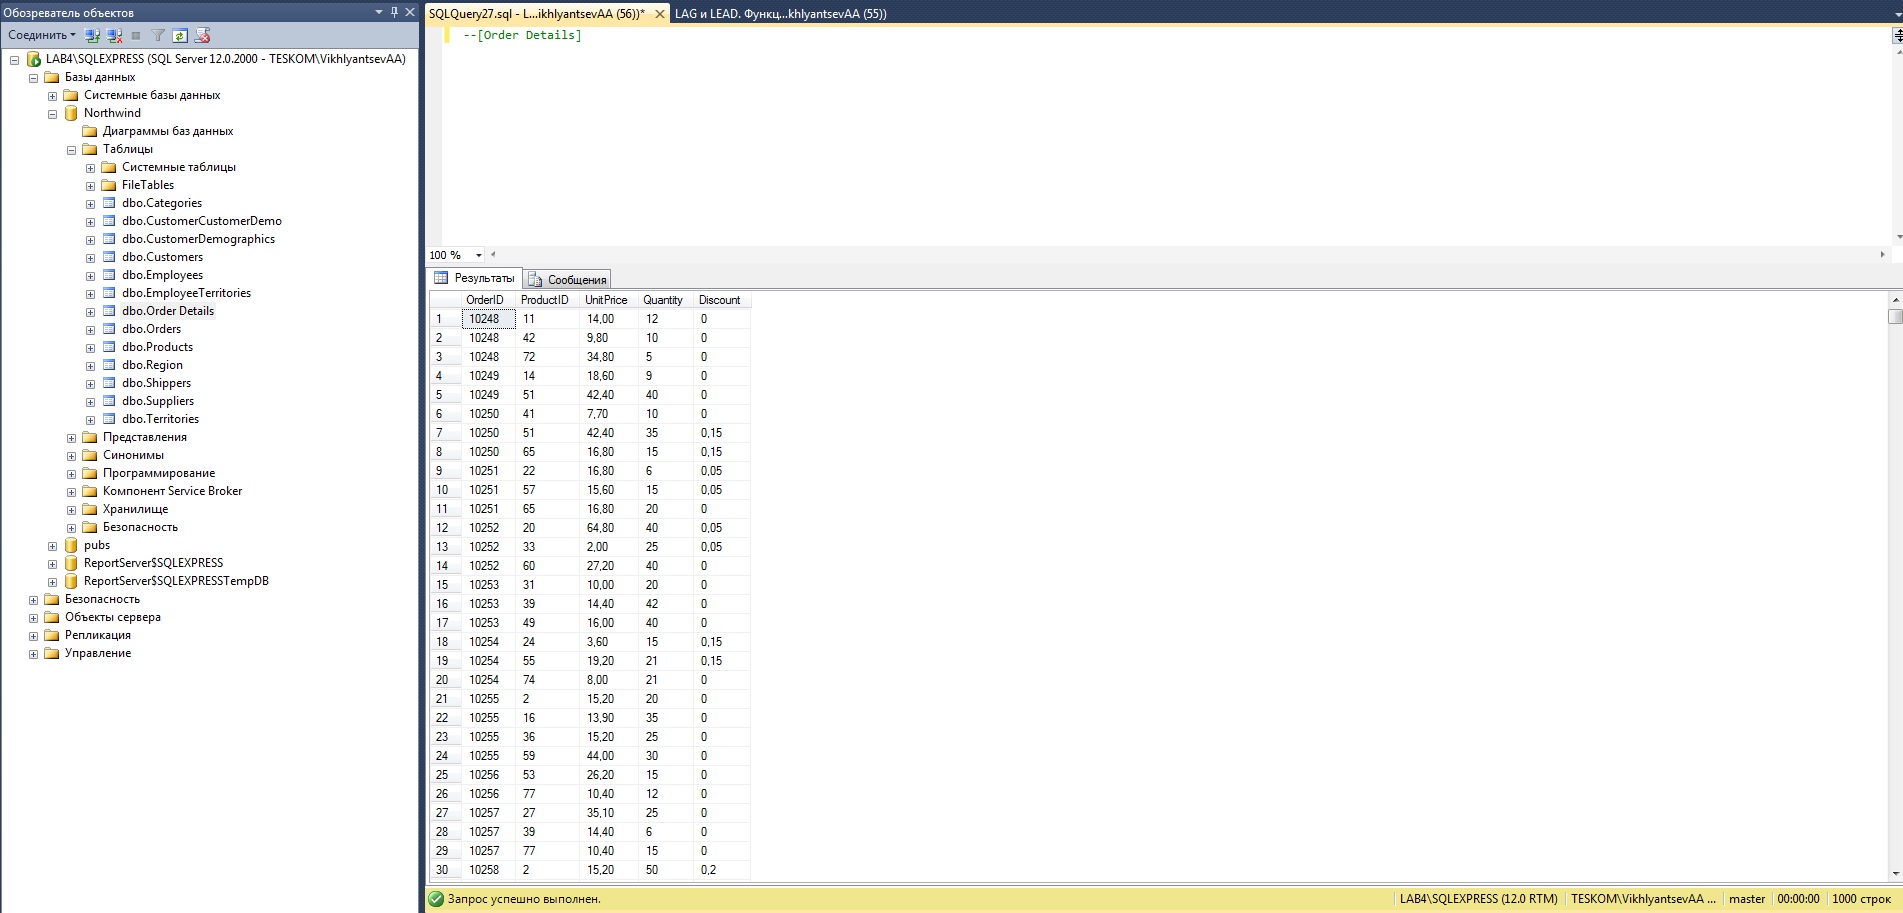 Обозреватель объектов
Соединить
LAB4\SQLEXPRESS (SQL Server 12.0.2000 - TESKOM\VikhlyantsevAA)
Базы данных
Системные базы данных
Northwind
Диаграммы баз данных
Таблицы
Системные таблицы
FileTables
dbo.Categories
dbo.CustomerCustomerDemo
dbo.CustomerDemographics
dbo.Customers
dbo.Employees
dbo.EmployeeTerritories
dbo.Order Details
dbo.Orders
dbo.Products
dbo.Region
dbo.Shippers
dbo.Suppliers
dbo.Territories
Представления
Синонимы
Программирование
Компонент Service Broker
Хранилище
Безопасность
pubs
ReportServer$SQLEXPRESS
ReportServer$SQLEXPRESSTempDB
Безопасность
Объекты сервера
Репликация
Управление
SQLQuery27.sql - L...ikhlyantsevAA (56))* LAG и LEAD. Функц...khlyantsevAA (55))
--[Order Details]
100 %
Результаты Сообщения
OrderID ProductID UnitPrice Quantity Discount
1 10248 11 14,00 12 0
2 10248 42 9,80 10 0
3 10248 72 34,80 5 0
4 10249 14 18,60 9 0
5 10249 51 42,40 40 0
6 10250 41 7,70 10 0
7 10250 51 42,40 35 0,15
8 10250 65 16,80 15 0,15
9 10251 22 16,80 6 0,05
10 10251 57 15,60 15 0,05
11 10251 65 16,80 20 0
12 10252 20 64,80 40 0,05
13 10252 33 2,00 25 0,05
14 10252 60 27,20 40 0
15 10253 31 10,00 20 0
16 10253 39 14,40 42 0
17 10253 49 16,00 40 0
18 10254 24 3,60 15 0,15
19 10254 55 19,20 21 0,15
20 10254 74 8,00 21 0
21 10255 2 15,20 20 0
22 10255 16 13,90 35 0
23 10255 36 15,20 25 0
24 10255 59 44,00 30 0
25 10256 53 26,20 15 0
26 10256 77 10,40 12 0
27 10257 27 35,10 25 0
28 10257 39 14,40 6 0
29 10257 77 10,40 15 0
30 10258 2 15,20 50 0,2
Запрос успешно выполнен. LAB4\SQLEXPRESS (12.0 RTM) TESKOM\VikhlyantsevAA ... master 00:00:00 1000 строк